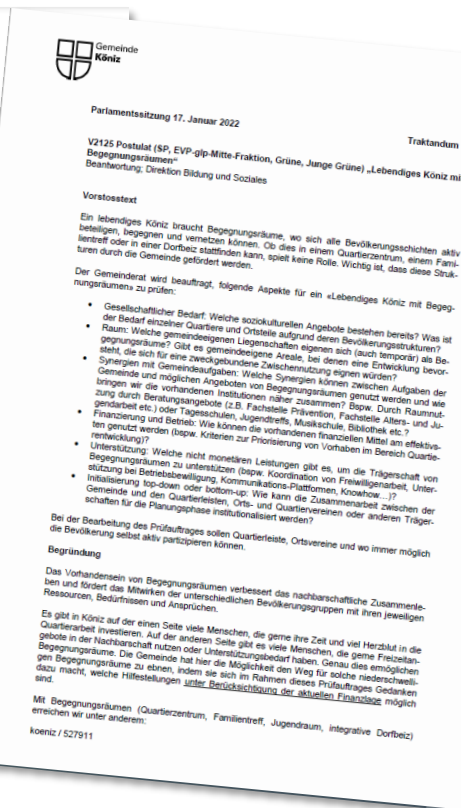 Gemeinde
Köniz
Parlamentssitzung 17. Januar 2022
Traktandum
V2125 Postulat (SP, EVP-glp-Mitte-Fraktion, Grüne, Junge Grüne) „Lebendiges Köniz mi
Begegnungsräumen“
Beantwortung; Direktion Bildung und Soziales
Vorstosstext
Ein lebendiges Köniz braucht Begegnungsräume, wo sich alle Bevölkerungsschichten aktiv
beteiligen, begegnen und vernetzen können. Ob dies in einem Quartierzentrum, einem Fami-
lientreff oder in einer Dorfbeiz stattfinden kann, spielt keine Rolle. Wichtig ist, dass diese Struk-
turen durch die Gemeinde gefördert werden.
Der Gemeinderat wird beauftragt, folgende Aspekte für ein «Lebendiges Köniz mit Begeg-
nungsräumen» zu prüfen:
• Gesellschaftlicher Bedarf: Welche soziokulturellen Angebote bestehen bereits? Was ist
der Bedarf einzelner Quartiere und Ortsteile aufgrund deren Bevölkerungsstrukturen?
• Raum: Welche gemeindeeigenen Liegenschaften eignen sich (auch temporär) als Be-
gegnungsräume? Gibt es gemeindeeigene Areale, bei denen eine Entwicklung bevor-
steht, die sich für eine zweckgebundene Zwischennutzung eignen würden?
• Synergien mit Gemeindeaufgaben: Welche Synergien können zwischen Aufgaben der
Gemeinde und möglichen Angeboten von Begegnungsräumen genutzt werden und wie
bringen wir die vorhandenen Institutionen näher zusammen? Bspw. Durch Raumnut-
zung durch Beratungsangebote (z.B. Fachstelle Prävention, Fachstelle Alters- und Ju-
gendarbeit etc.) oder Tagesschulen, Jugendtreffs, Musikschule, Bibliothek etc.?
• Finanzierung und Betrieb: Wie können die vorhandenen finanziellen Mittel am effektivs-
ten genutzt werden (bspw. Kriterien zur Priorisierung von Vorhaben im Bereich Quartie-
rentwicklung)?
• Unterstützung: Welche nicht monetären Leistungen gibt es, um die Trägerschaft von
Begegnungsräumen zu unterstützen (bspw. Koordination von Freiwilligenarbeit, Unter-
stützung bei Betriebsbewilligung, Kommunikations-Plattformen, Knowhow…)?
• Initialisierung top-down oder bottom-up: Wie kann die Zusammenarbeit zwischen der
Gemeinde und den Quartierleisten, Orts- und Quartiervereinen oder anderen Träger-
schaften für die Planungsphase institutionalisiert werden?
Bei der Bearbeitung des Prüfauftrages sollen Quartierleiste, Ortsvereine und wo immer möglich
die Bevölkerung selbst aktiv partizipieren können.
Begründung
Das Vorhandensein von Begegnungsräumen verbessert das nachbarschaftliche Zusammenle-
ben und fördert das Mitwirken der unterschiedlichen Bevölkerungsgruppen mit ihren jeweiligen
Ressourcen, Bedürfnissen und Ansprüchen.
Es gibt in Köniz auf der einen Seite viele Menschen, die gerne ihre Zeit und viel Herzblut in die
Quartierarbeit investieren. Auf der anderen Seite gibt es viele Menschen, die gerne Freizeitan-
gebote in der Nachbarschaft nutzen oder Unterstützungsbedarf haben. Genau dies ermöglichen
Begegnungsräume. Die Gemeinde hat hier die Möglichkeit den Weg für solche niederschwelli-
gen Begegnungsräume zu ebnen, indem sie sich im Rahmen dieses Prüfauftrages Gedanken
dazu macht, welche Hilfestellungen unter Berücksichtigung der aktuellen Finanzlage möglich
sind.
Mit Begegnungsräumen (Quartierzentrum, Familientreff, Jugendraum, integrative Dorfbeiz)
erreichen wir unter anderem:
koeniz / 527911